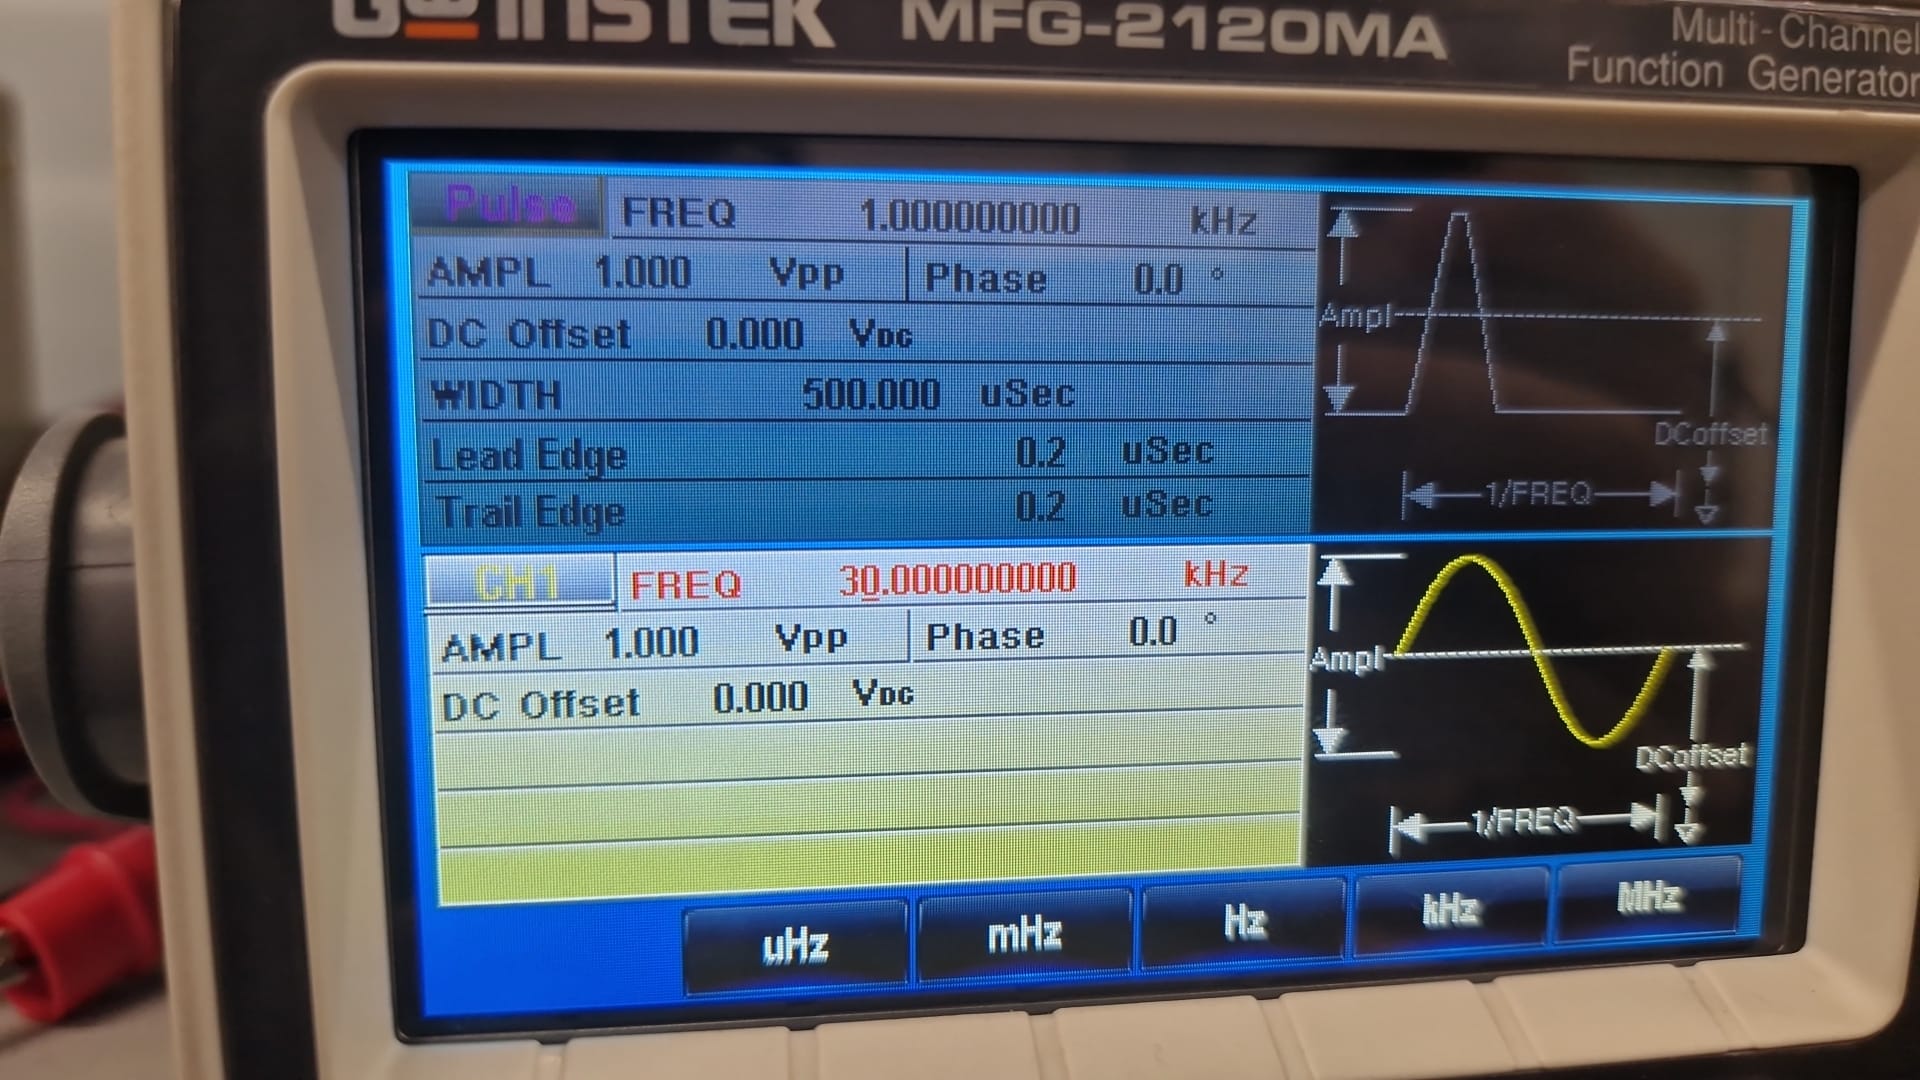 GWINSTEK MFG-2120MA Multi-Channel
Function Generator
Pulse FREQ 1.000000000 kHz
AMPL 1.000 Vpp Phase 0.0 °
DC Offset 0.000 VDC
WIDTH 500.000 uSec
Lead Edge 0.2 uSec
Trail Edge 0.2 uSec
Ampl
DCoffset
1/FREQ
CH1 FREQ 30.000000000 kHz
AMPL 1.000 Vpp Phase 0.0 °
DC Offset 0.000 VDC
Ampl
DCoffset
1/FREQ
uHz mHz Hz kHz MHz